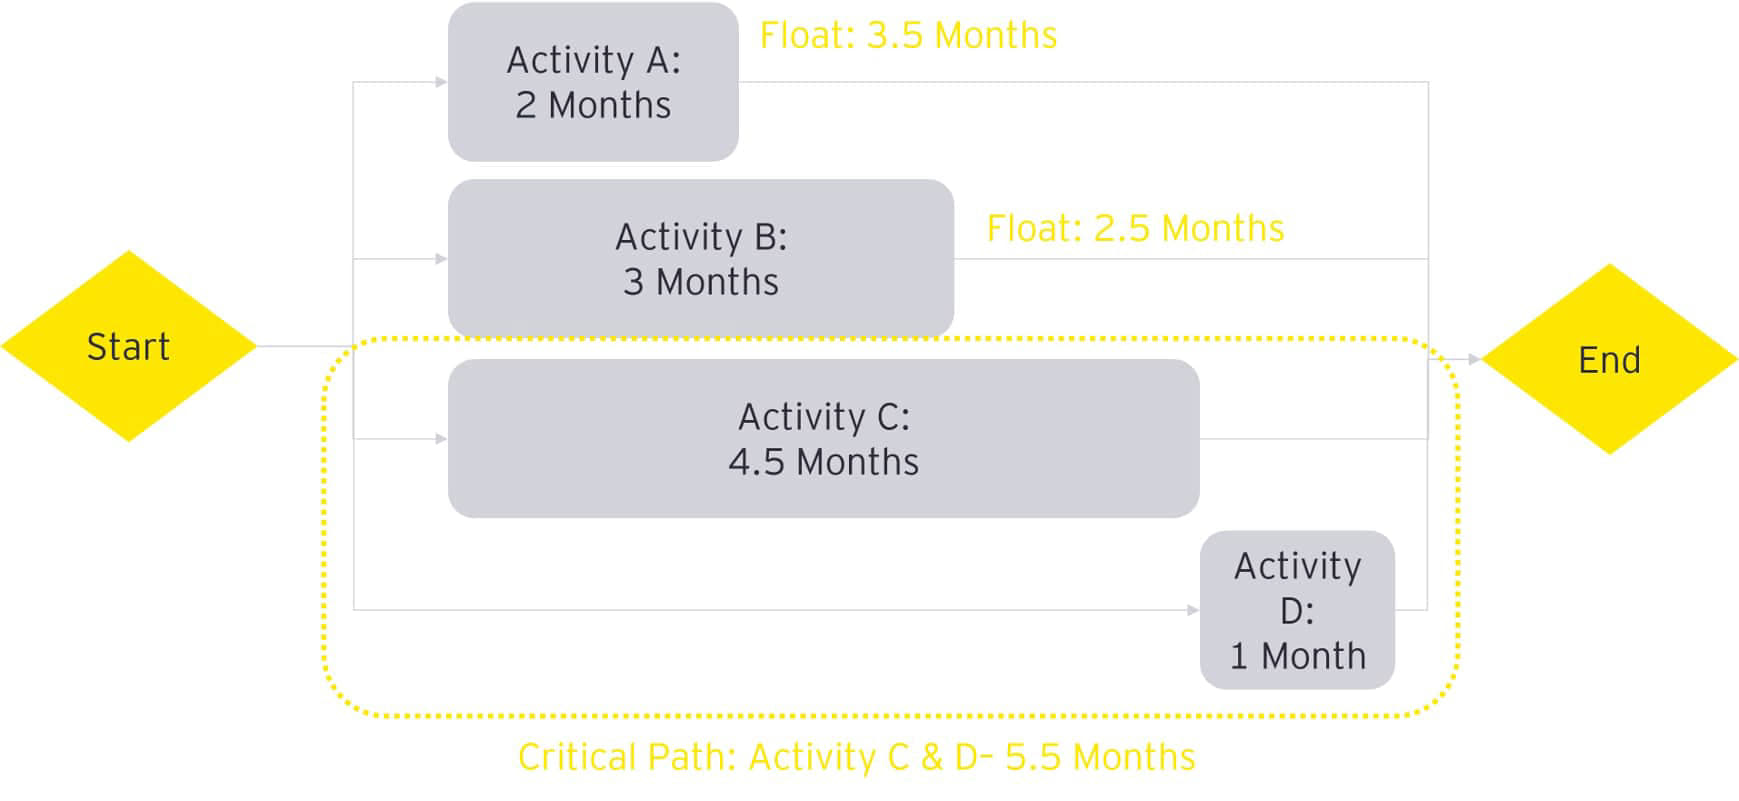 Activity A:
2 Months
Float: 3.5 Months
Activity B:
3 Months
Float: 2.5 Months
Start
End
Activity C:
4.5 Months
Activity
D:
1 Month
Critical Path: Activity C & D– 5.5 Months